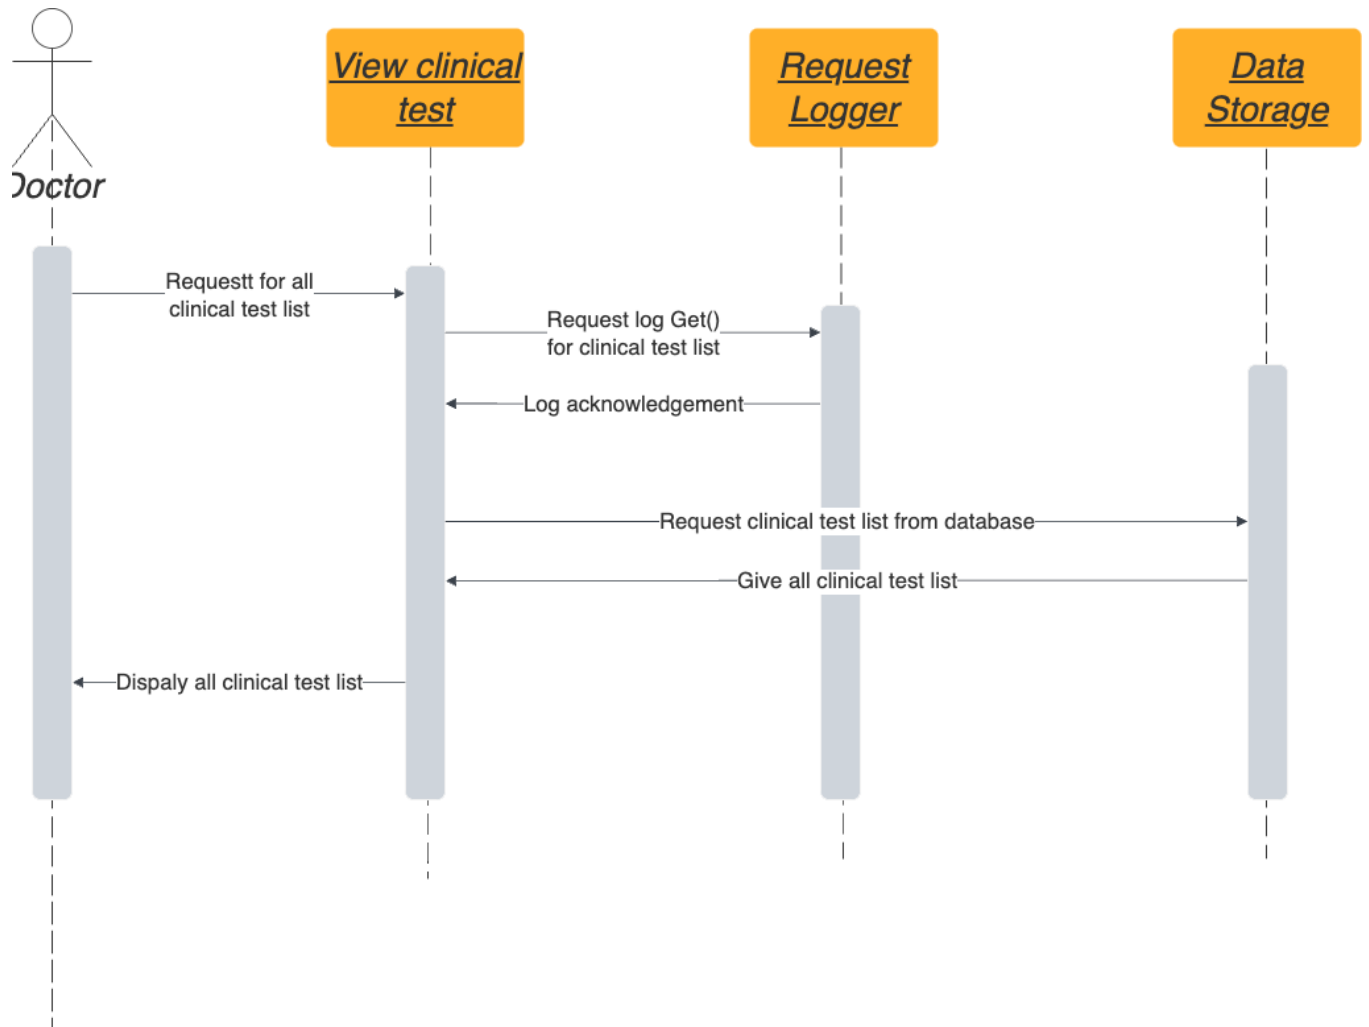 View clinical
test
Request
Logger
Data
Storage
Doctor
Requestt for all
clinical test list
Request log Get()
for clinical test list
Log acknowledgement
Request clinical test list from database
Give all clinical test list
Dispaly all clinical test list